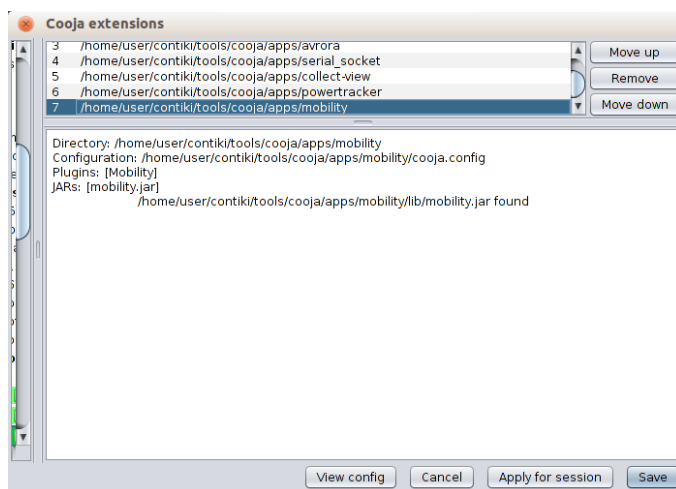 Cooja extensions
3 /home/user/contiki/tools/cooja/apps/avrora
4 /home/user/contiki/tools/cooja/apps/serial_socket
5 /home/user/contiki/tools/cooja/apps/collect-view
6 /home/user/contiki/tools/cooja/apps/powertracker
7 /home/user/contiki/tools/cooja/apps/mobility
Move up
Remove
Move down
Directory: /home/user/contiki/tools/cooja/apps/mobility
Configuration: /home/user/contiki/tools/cooja/apps/mobility/cooja.config
Plugins: [Mobility]
JARs: [mobility.jar]
/home/user/contiki/tools/cooja/apps/mobility/lib/mobility.jar found
View config
Cancel
Apply for session
Save